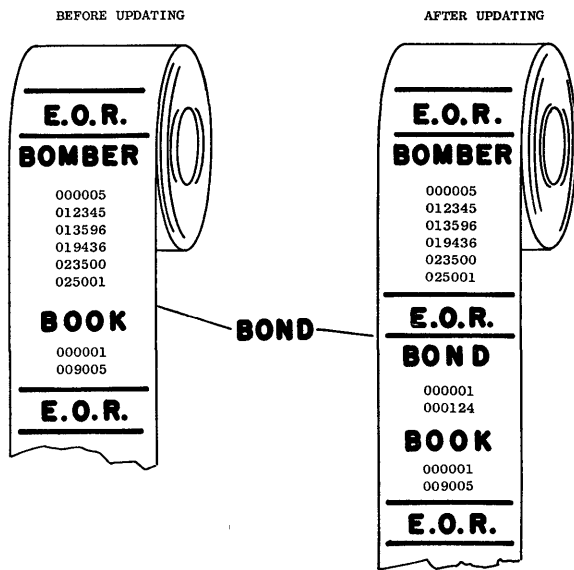 BEFORE UPDATING
E.O.R.
BOMBER
000005
012345
013596
019436
023500
025001
BOOK
000001
009005
E.O.R.
BOND
AFTER UPDATING
E.O.R.
BOMBER
000005
012345
013596
019436
023500
025001
E.O.R.
BOND
000001
000124
BOOK
000001
009005
E.O.R.